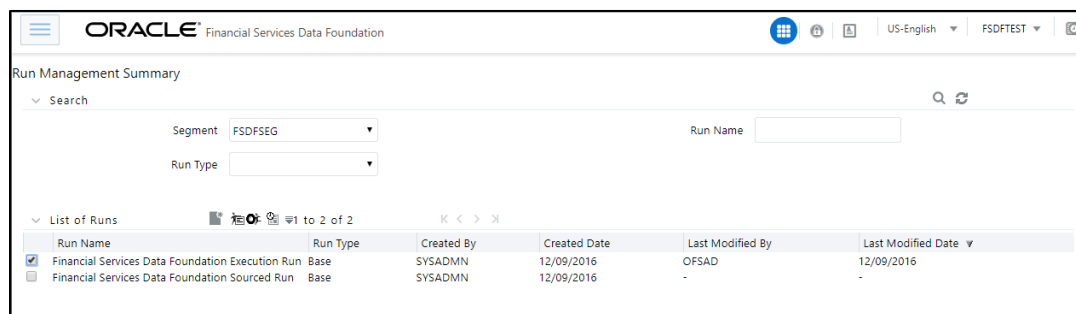 ORACLE® Financial Services Data Foundation
US-English
FSDFTEST
Run Management Summary
Search
Segment FSDFSEG
Run Name
Run Type
List of Runs
1 to 2 of 2
Run Name Run Type Created By Created Date Last Modified By Last Modified Date
Financial Services Data Foundation Execution Run Base SYSADMN 12/09/2016 OFSAD 12/09/2016
Financial Services Data Foundation Sourced Run Base SYSADMN 12/09/2016 - -